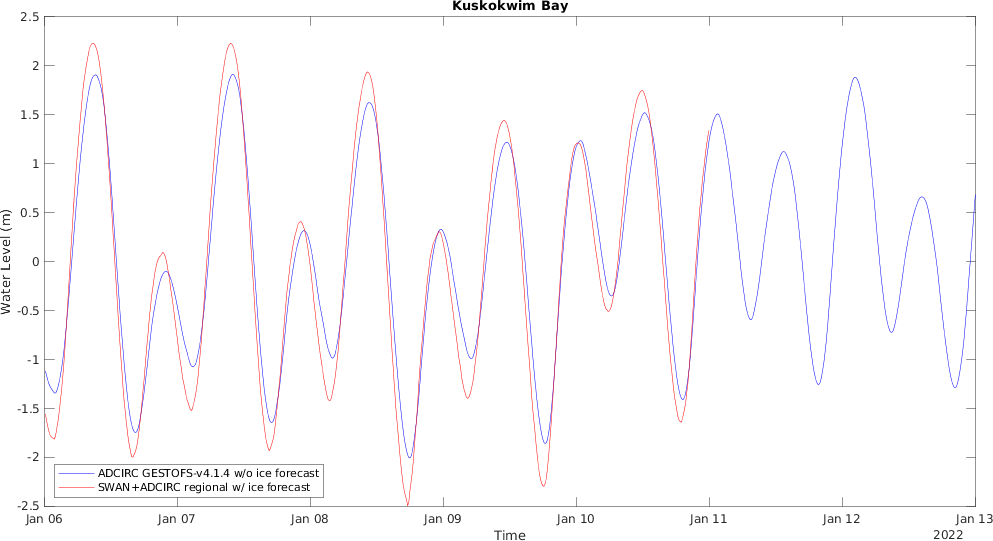 Kuskokwim Bay
Water Level (m)
2.5
2
1.5
1
0.5
0
-0.5
-1
-1.5
-2
-2.5
ADCIRC GESTOFS-v4.1.4 w/o ice forecast
SWAN+ADCIRC regional w/ ice forecast
Jan 06 Jan 07 Jan 08 Jan 09 Jan 10 Jan 11 Jan 12 Jan 13
Time
2022